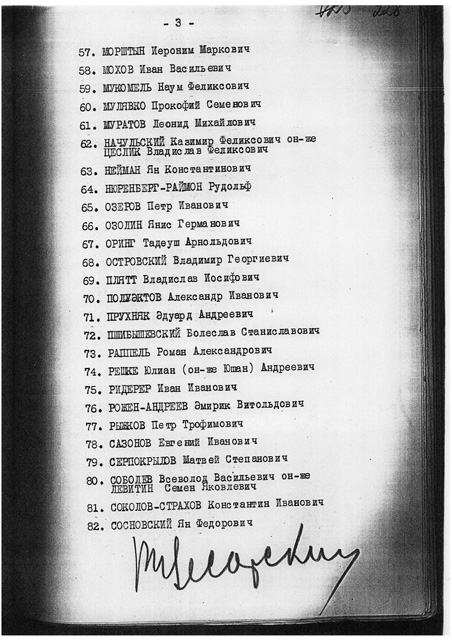 - 3 -
57. МОРШТЫН Иероним Маркович
58. МОХОВ Иван Васильевич
59. МУКОМЕЛЬ Наум Феликсович
60. МУЛЯВКО Прокофий Семенович
61. МУРАТОВ Леонид Михайлович
62. НАЧУЛЬСКИЙ Казимир Феликсович он-же
ЦЕСЛИК Владислав Феликсович
63. НЕЙМАН Ян Константинович
64. НЮРЕНБЕРГ-РАЙМОН Рудольф
65. ОЗЕРОВ Петр Иванович
66. ОЗОЛИН Янис Германович
67. ОРИНГ Тадеуш Арнольдович
68. ОСТРОВСКИЙ Владимир Георгиевич
69. ПЛЯТТ Владислав Иосифович
70. ПОЛУЭКТОВ Александр Иванович
71. ПРУХНЯК Эдуард Андреевич
72. ПШИБЫШЕВСКИЙ Болеслав Станиславович
73. РАППЕЛЬ Роман Александрович
74. РЕШКЕ Юлиан (он-же Юшан) Андреевич
75. РИДЕРЕР Иван Иванович
76. РОЖЕН-АНДРЕЕВ Эмирик Витольдович
77. РЫЖКОВ Петр Трофимович
78. САЗОНОВ Евгений Иванович
79. СЕРПОКРЫЛОВ Матвей Степанович
80. СОБОЛЕВ Всеволод Васильевич он-же
ЛЕВИТИН Семен Яковлевич
81. СОКОЛОВ-СТРАХОВ Константин Иванович
82. СОСНОВСКИЙ Ян Федорович